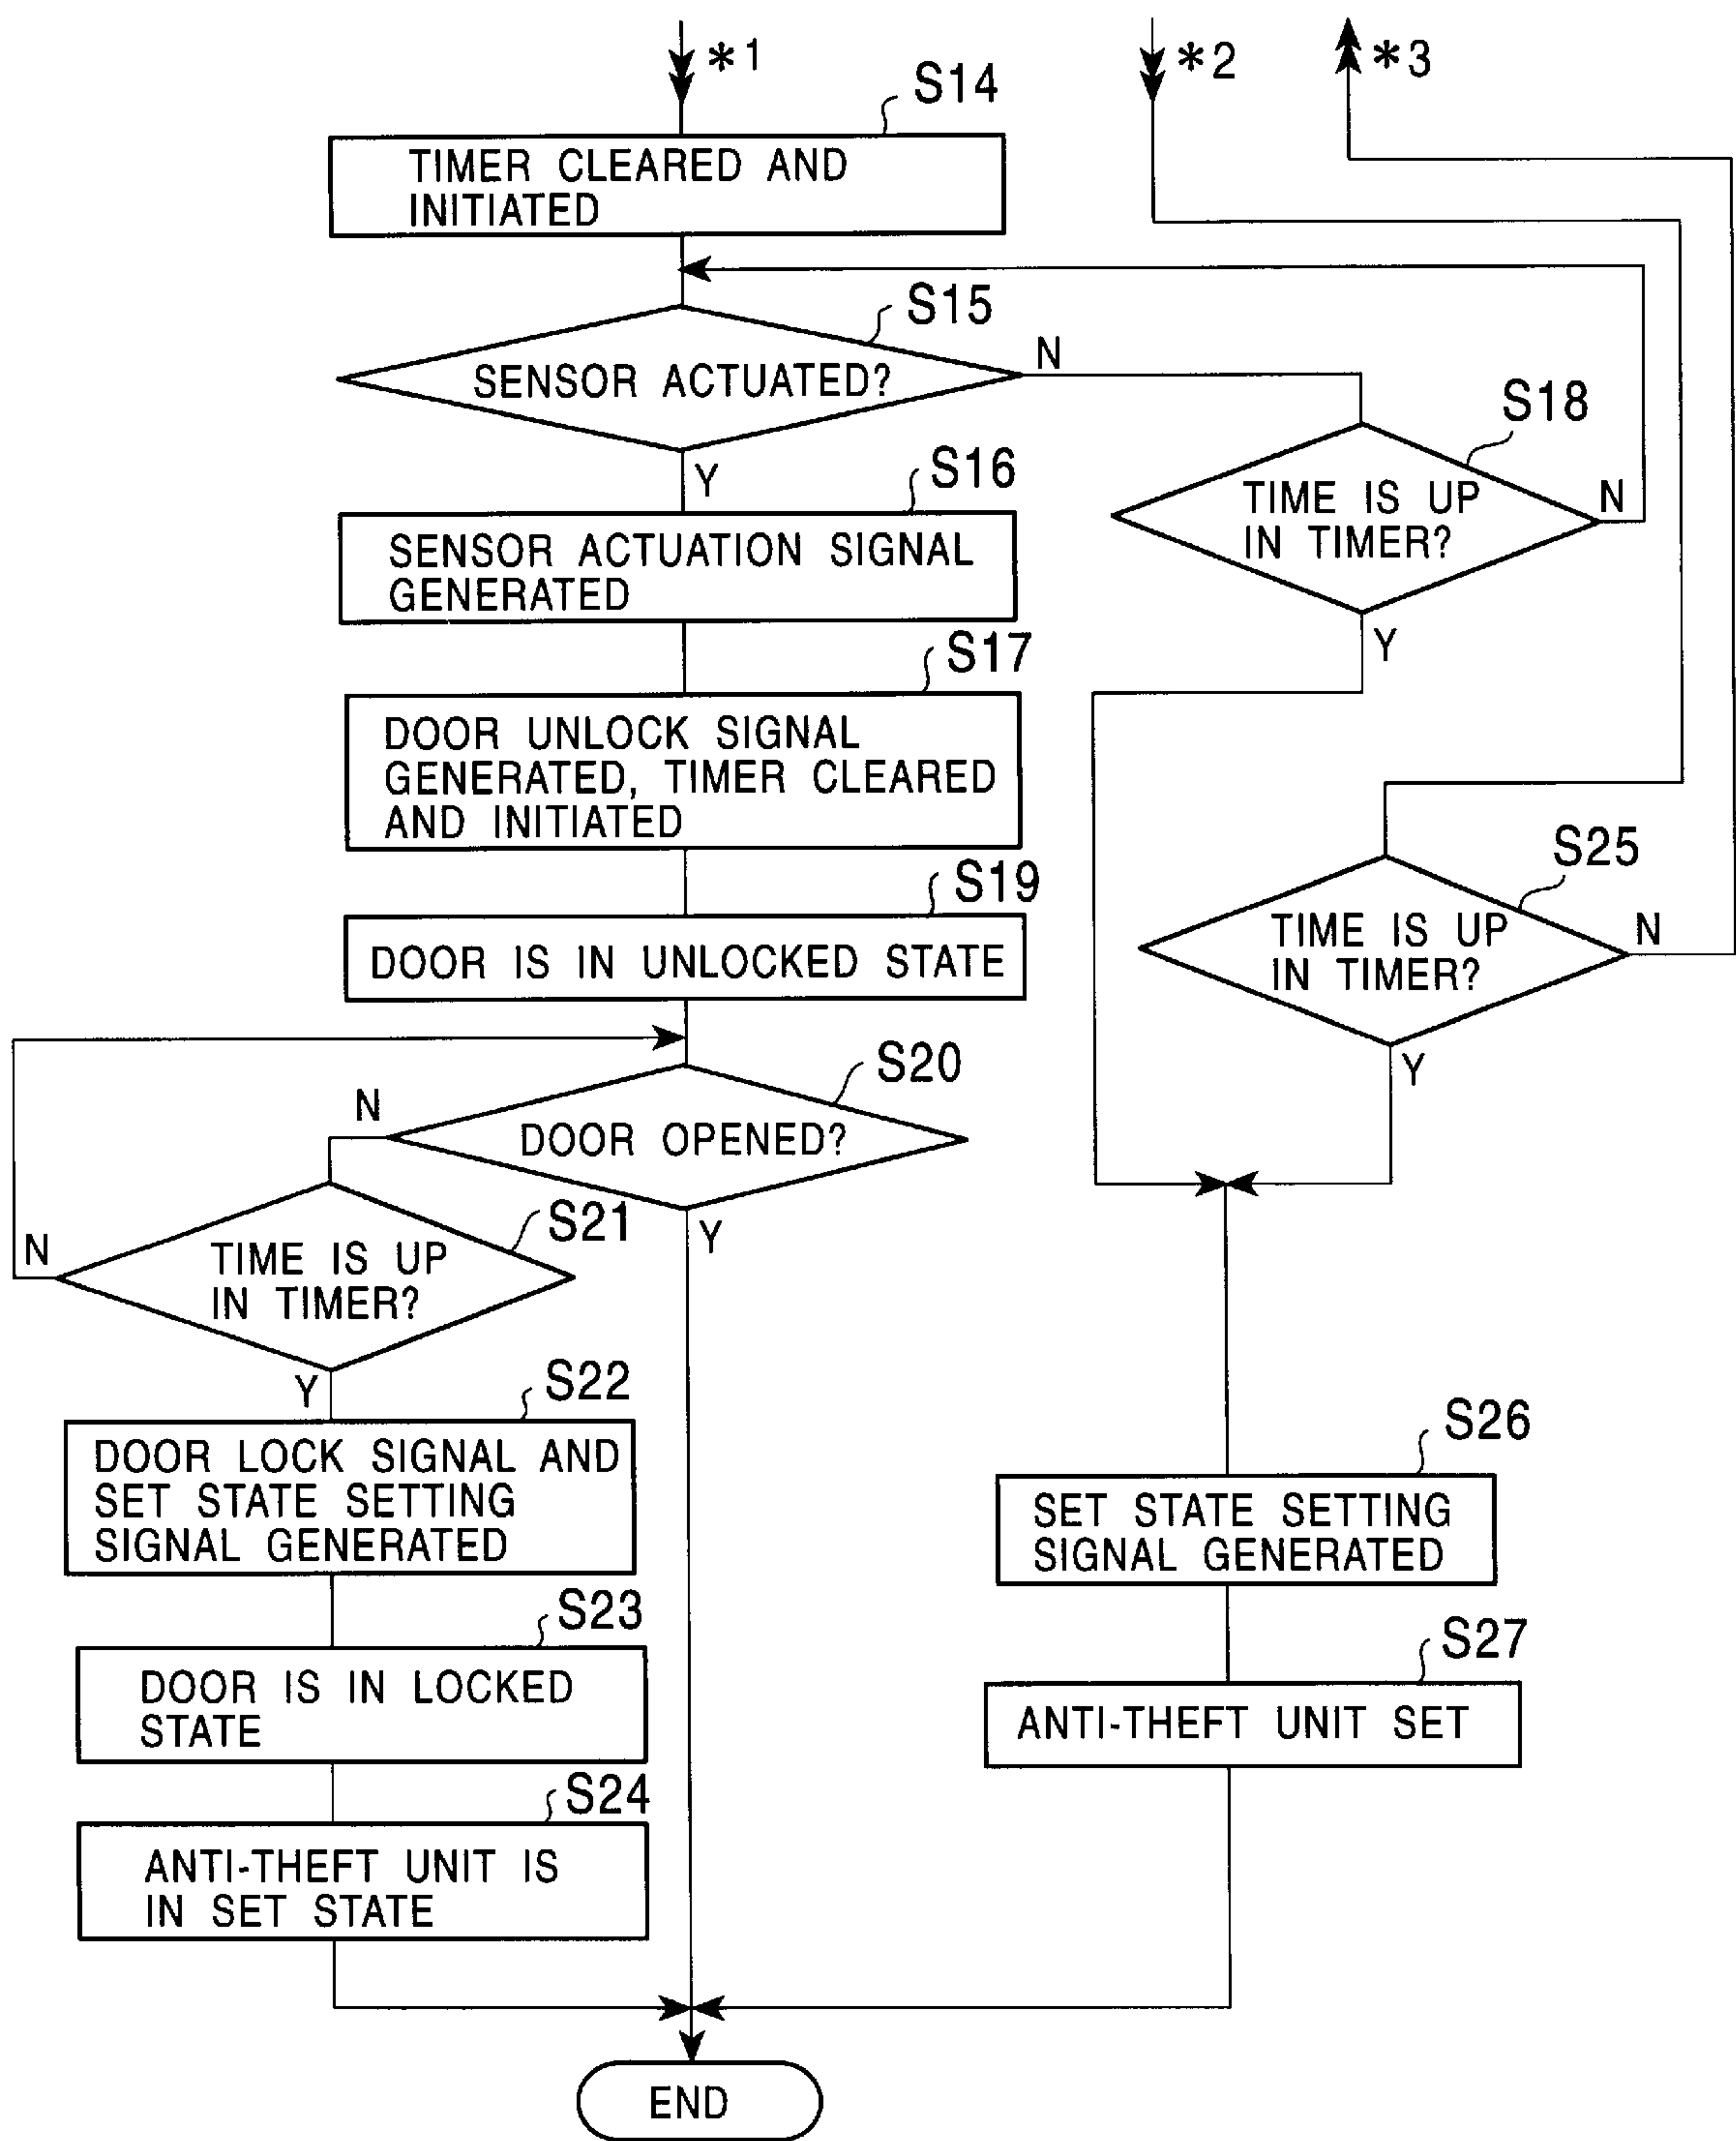 *1
*2
*3
S14
TIMER CLEARED AND
INITIATED
S15
SENSOR ACTUATED?
N
Y
S18
TIME IS UP
IN TIMER?
N
Y
S16
SENSOR ACTUATION SIGNAL
GENERATED
S17
DOOR UNLOCK SIGNAL
GENERATED, TIMER CLEARED
AND INITIATED
S19
DOOR IS IN UNLOCKED STATE
S25
TIME IS UP
IN TIMER?
N
Y
S20
DOOR OPENED?
N
Y
S21
TIME IS UP
IN TIMER?
N
Y
S22
DOOR LOCK SIGNAL AND
SET STATE SETTING
SIGNAL GENERATED
S23
DOOR IS IN LOCKED
STATE
S24
ANTI-THEFT UNIT IS
IN SET STATE
S26
SET STATE SETTING
SIGNAL GENERATED
S27
ANTI-THEFT UNIT SET
END